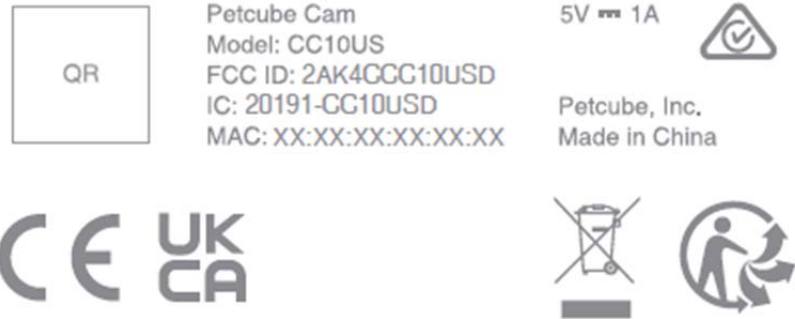 QR
Petcube Cam
Model: CC10US
FCC ID: 2AK4CCC10USD
IC: 20191-CC10USD
MAC: XX:XX:XX:XX:XX:XX
5V ⎓ 1A
Petcube, Inc.
Made in China
CE
UK
CA